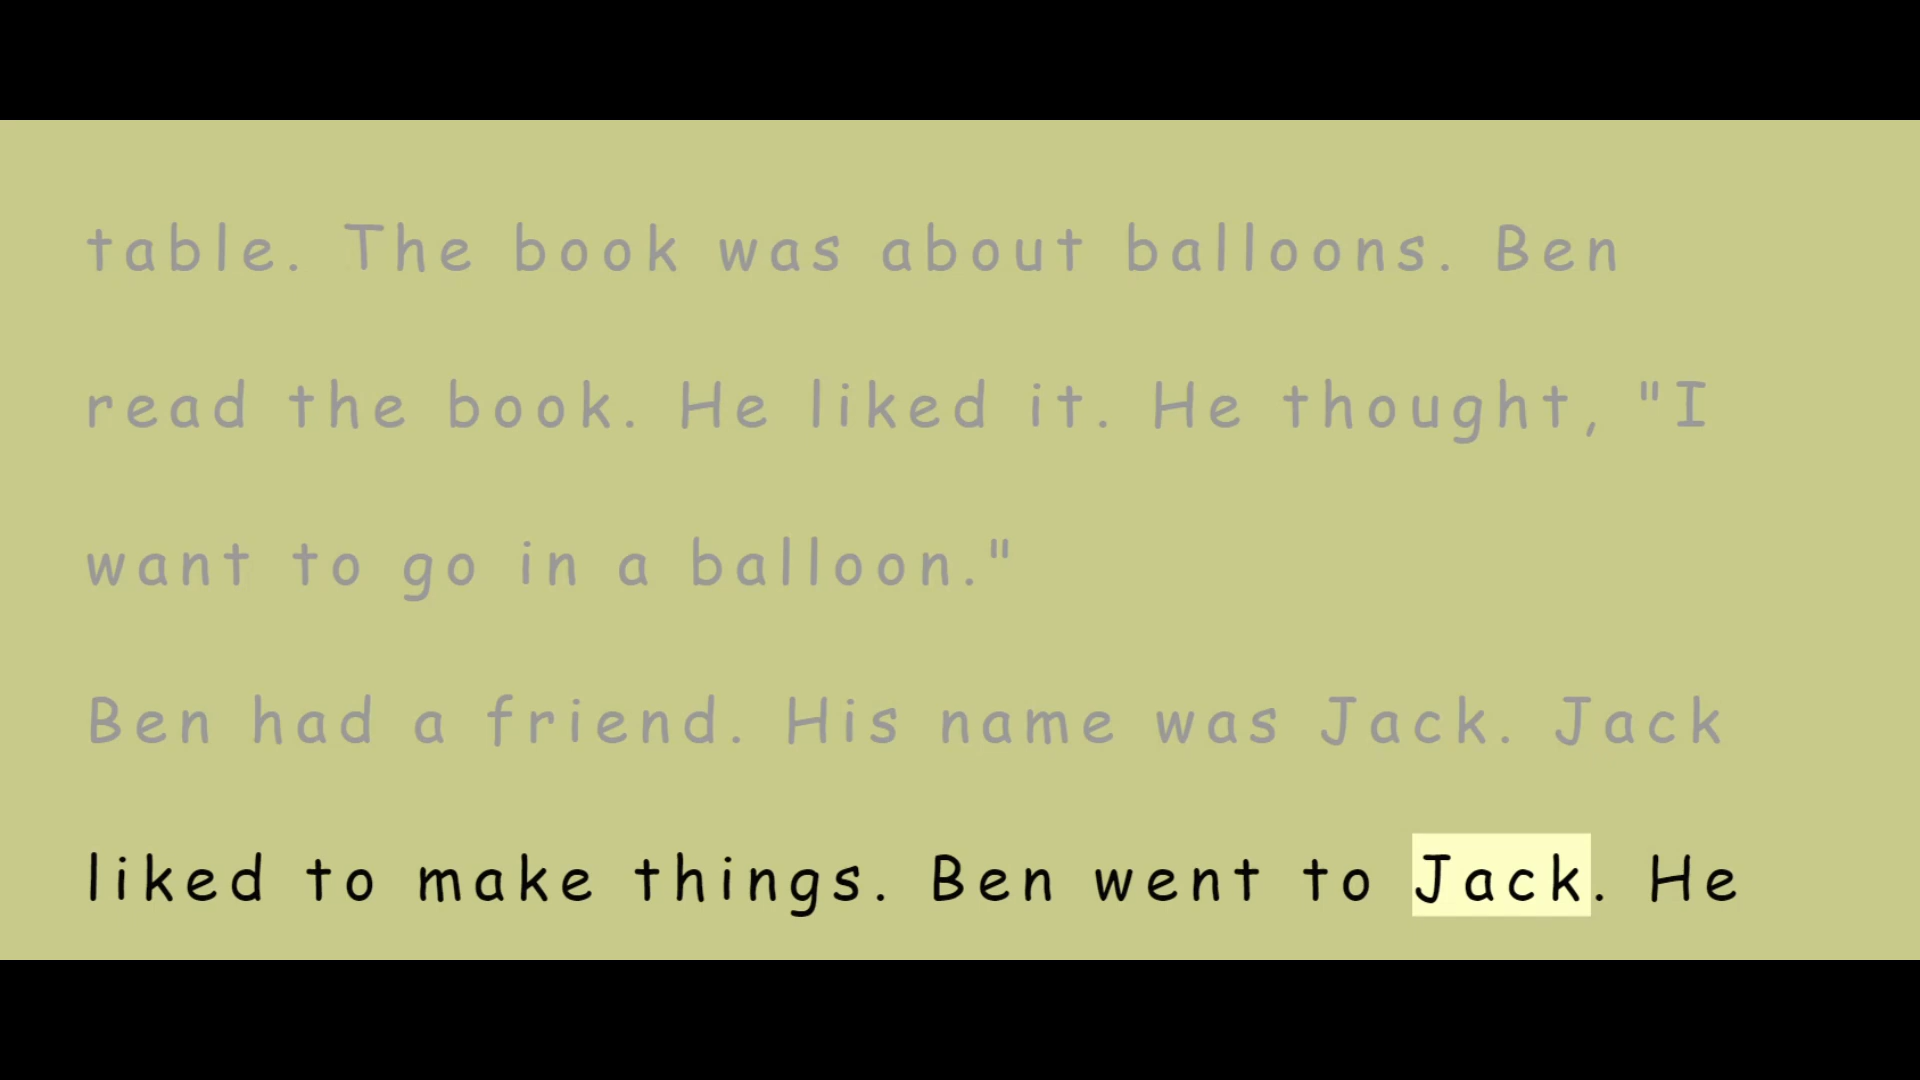 table. The book was about balloons. Ben
read the book. He liked it. He thought, "I
want to go in a balloon."
Ben had a friend. His name was Jack. Jack
liked to make things. Ben went to Jack. He